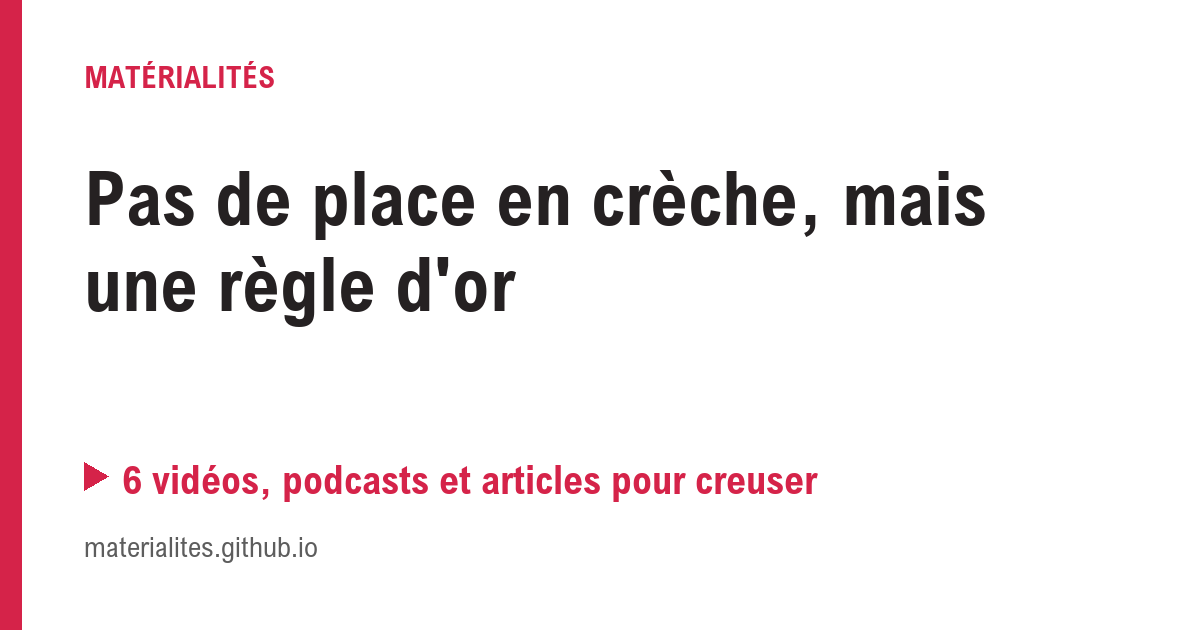 MATÉRIALITÉS
Pas de place en crèche, mais
une règle d'or
6 vidéos, podcasts et articles pour creuser
materialites.github.io